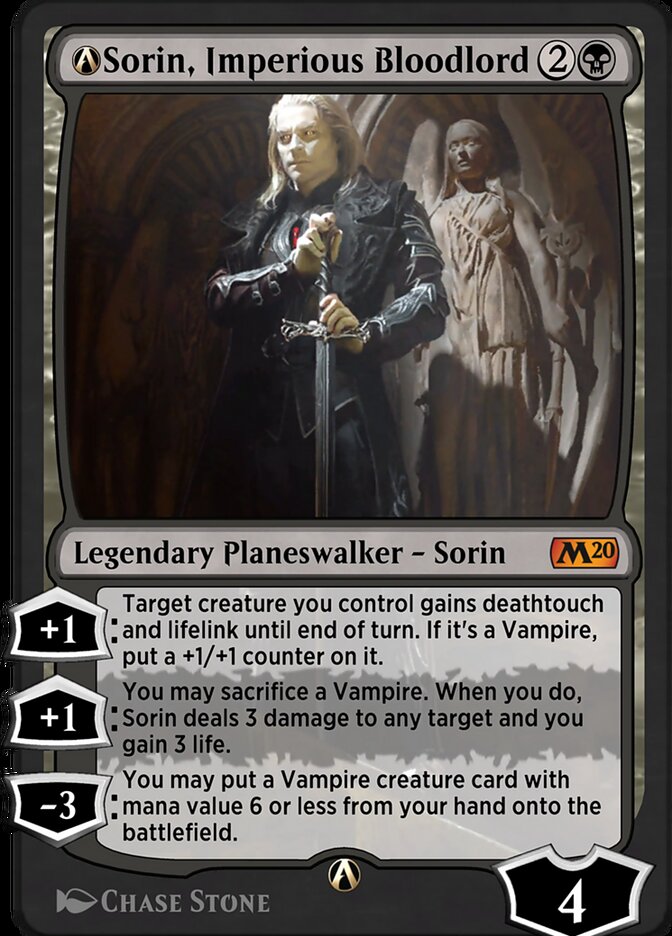 Sorin, Imperious Bloodlord 2
Legendary Planeswalker – Sorin M20
+1: Target creature you control gains deathtouch
and lifelink until end of turn. If it's a Vampire,
put a +1/+1 counter on it.
+1: You may sacrifice a Vampire. When you do,
Sorin deals 3 damage to any target and you
gain 3 life.
−3: You may put a Vampire creature card with
mana value 6 or less from your hand onto the
battlefield.
Chase Stone
4